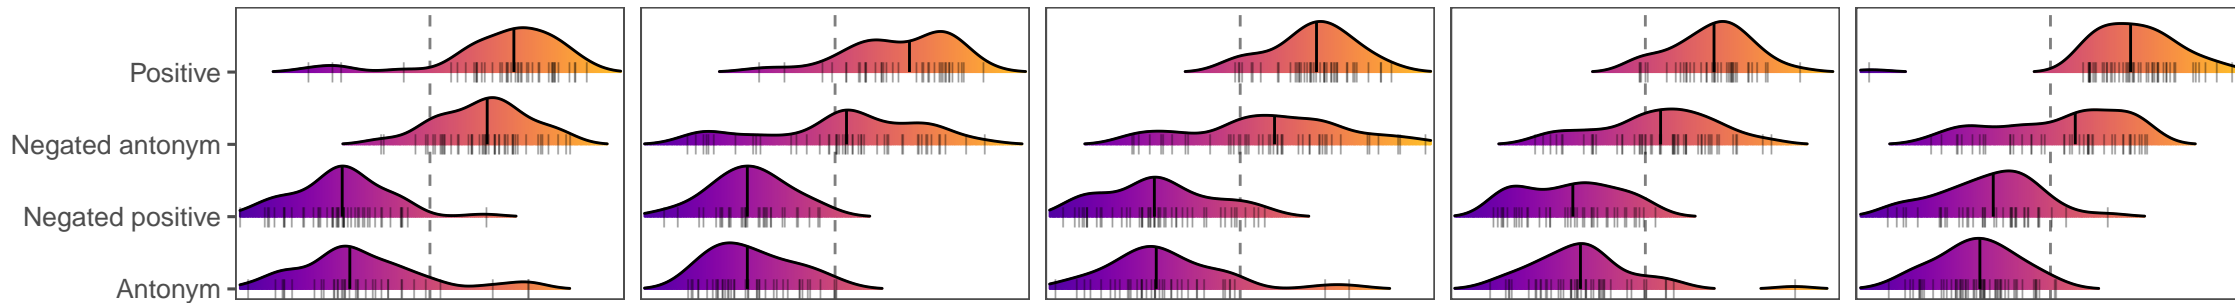 Positive
Negated antonym
Negated positive
Antonym